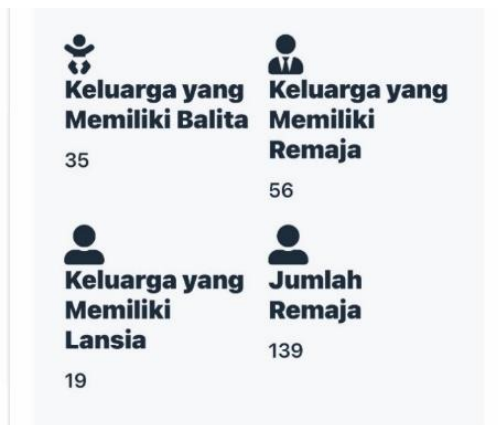 Keluarga yang
Memiliki Balita
35
Keluarga yang
Memiliki
Remaja
56
Keluarga yang
Memiliki
Lansia
19
Jumlah
Remaja
139